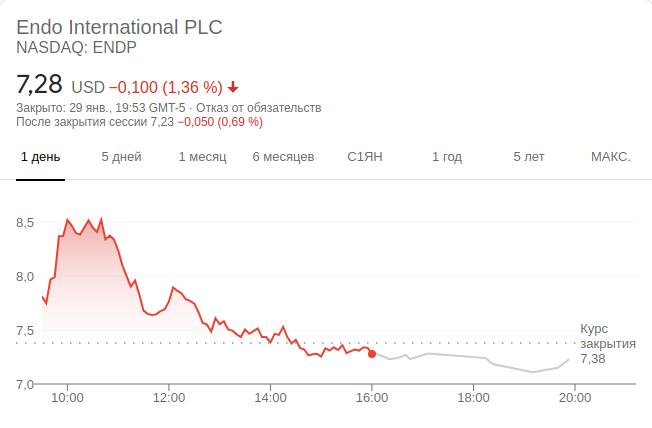 Endo International PLC
NASDAQ: ENDP
7,28 USD −0,100 (1,36 %)
Закрыто: 29 янв., 19:53 GMT-5 · Отказ от обязательств
После закрытия сессии 7,23 −0,050 (0,69 %)
1 день 5 дней 1 месяц 6 месяцев С1ЯН 1 год 5 лет МАКС.
8,5
8,0
7,5
7,0
Курс
закрытия
7,38
10:00 12:00 14:00 16:00 18:00 20:00